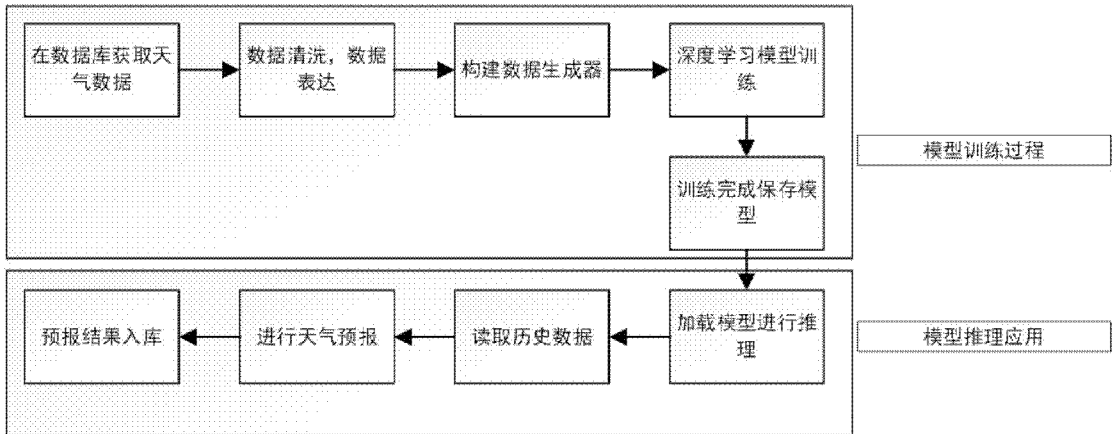 在数据库获取天
气数据
数据清洗，数据
表达
构建数据生成器
深度学习模型训
练
训练完成保存模
型
模型训练过程
预报结果入库
进行天气预报
读取历史数据
加载模型进行推
理
模型推理应用